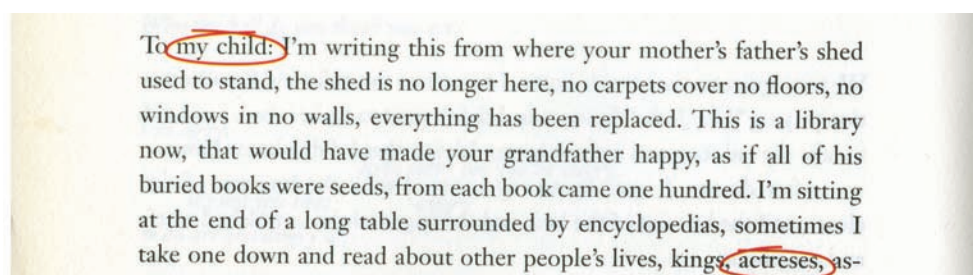 To my child: I'm writing this from where your mother's father's shed
used to stand, the shed is no longer here, no carpets cover no floors, no
windows in no walls, everything has been replaced. This is a library
now, that would have made your grandfather happy, as if all of his
buried books were seeds, from each book came one hundred. I'm sitting
at the end of a long table surrounded by encyclopedias, sometimes I
take one down and read about other people's lives, kings, actreses, as-